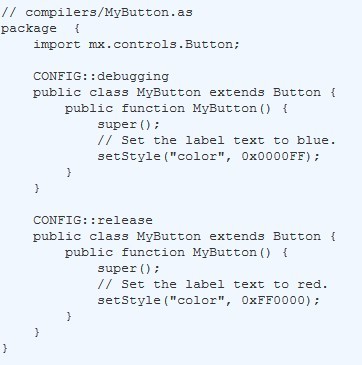 // compilers/MyButton.as
package  {
    import mx.controls.Button;

    CONFIG::debugging
    public class MyButton extends Button {
        public function MyButton() {
            super();
            // Set the label text to blue.
            setStyle("color", 0x0000FF);
        }
    }

    CONFIG::release
    public class MyButton extends Button {
        public function MyButton() {
            super();
            // Set the label text to red.
            setStyle("color", 0xFF0000);
        }
    }
}